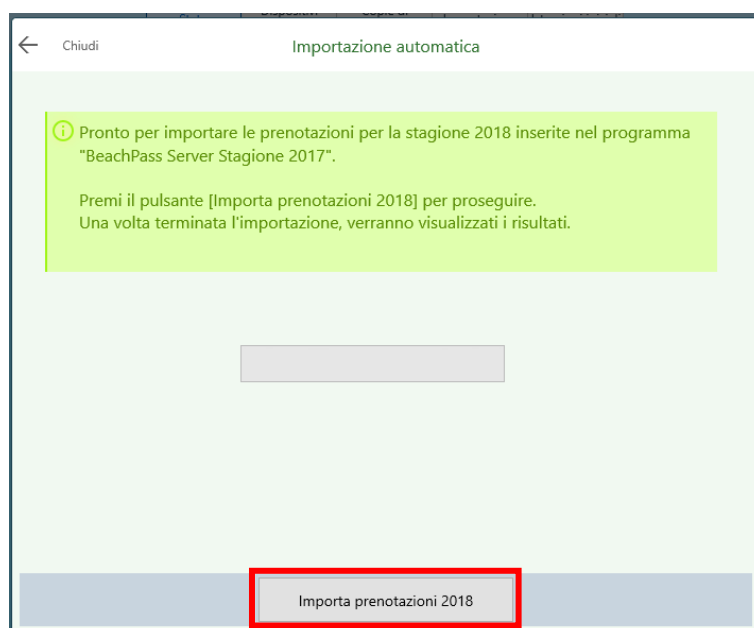 Chiudi
Importazione automatica
Pronto per importare le prenotazioni per la stagione 2018 inserite nel programma
"BeachPass Server Stagione 2017".
Premi il pulsante [Importa prenotazioni 2018] per proseguire.
Una volta terminata l'importazione, verranno visualizzati i risultati.
Importa prenotazioni 2018